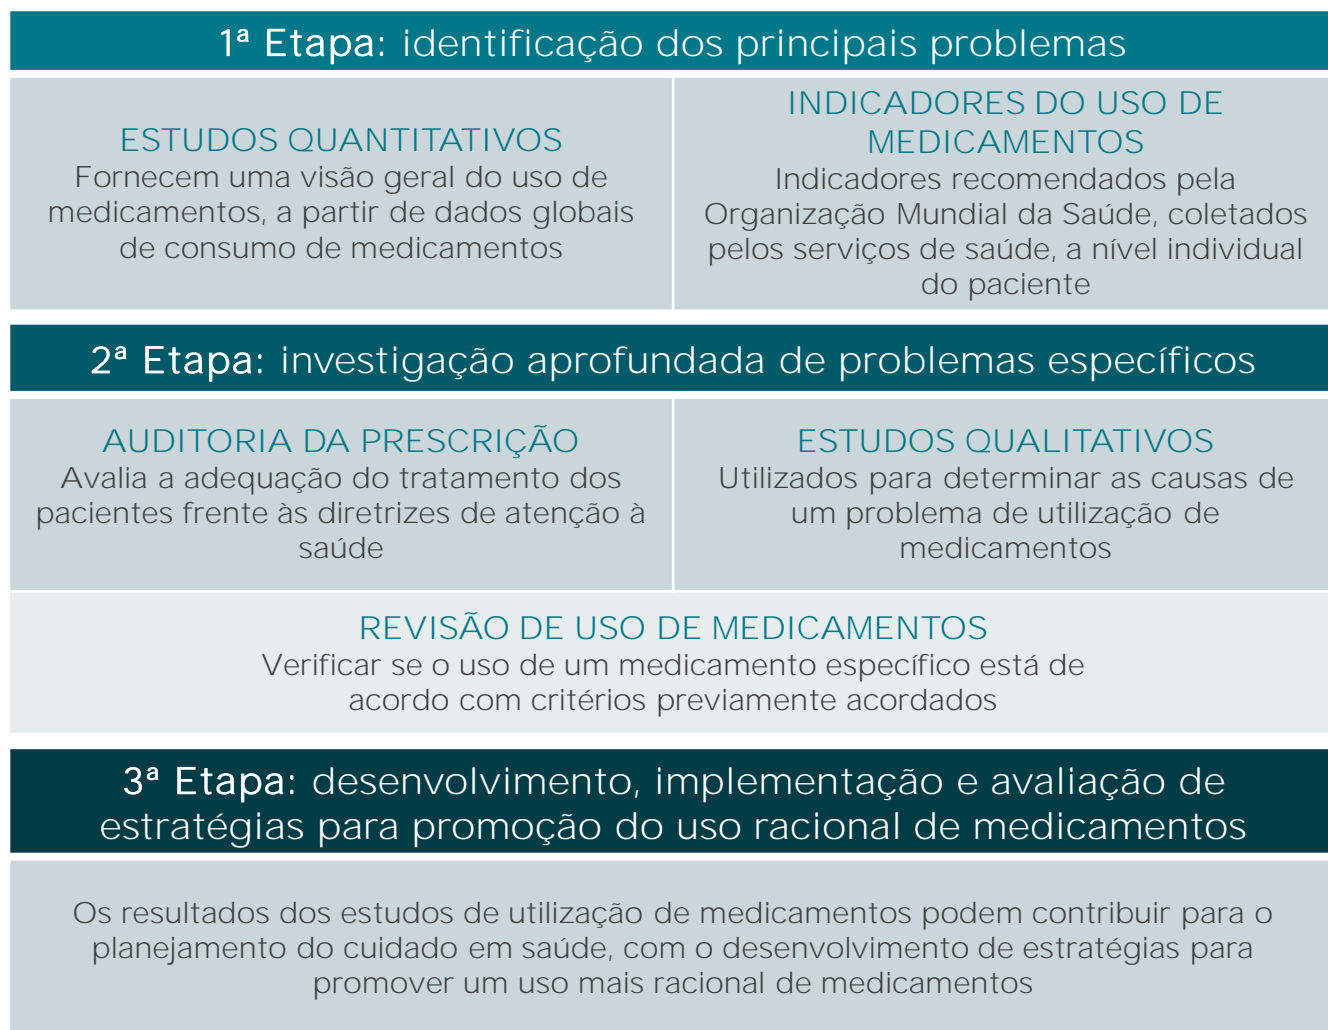 1ª Etapa: identificação dos principais problemas
ESTUDOS QUANTITATIVOS
Fornecem uma visão geral do uso de
medicamentos, a partir de dados globais
de consumo de medicamentos
INDICADORES DO USO DE
MEDICAMENTOS
Indicadores recomendados pela
Organização Mundial da Saúde, coletados
pelos serviços de saúde, a nível individual
do paciente
2ª Etapa: investigação aprofundada de problemas específicos
AUDITORIA DA PRESCRIÇÃO
Avalia a adequação do tratamento dos
pacientes frente às diretrizes de atenção à
saúde
ESTUDOS QUALITATIVOS
Utilizados para determinar as causas de
um problema de utilização de
medicamentos
REVISÃO DE USO DE MEDICAMENTOS
Verificar se o uso de um medicamento específico está de
acordo com critérios previamente acordados
3ª Etapa: desenvolvimento, implementação e avaliação de
estratégias para promoção do uso racional de medicamentos
Os resultados dos estudos de utilização de medicamentos podem contribuir para o
planejamento do cuidado em saúde, com o desenvolvimento de estratégias para
promover um uso mais racional de medicamentos